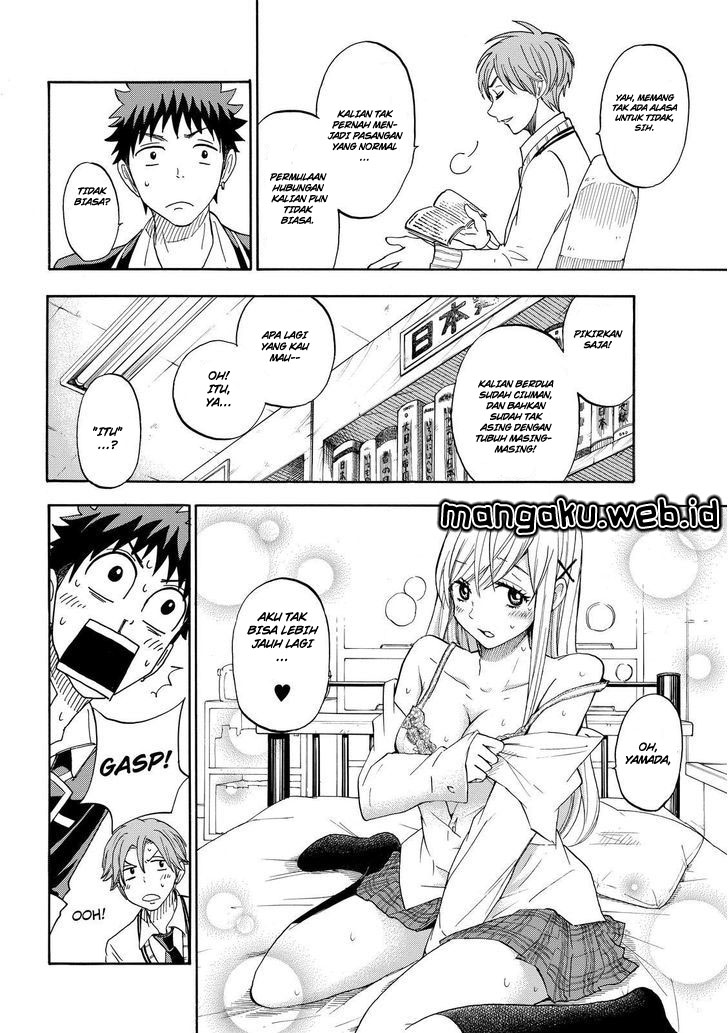 YAH, MEMANG
TAK ADA ALASA
UNTUK TIDAK,
SIH.
KALIAN TAK
PERNAH MEN-
JADI PASANGAN
YANG NORMAL
...
PERMULAAN
HUBUNGAN
KALIAN PUN
TIDAK
BIASA.
TIDAK
BIASA?
PIKIRKAN
SAJA!
KALIAN BERDUA
SUDAH CIUMAN,
DAN BAHKAN
SUDAH TAK
ASING DENGAN
TUBUH MASING-
MASING!
日本
APA LAGI
YANG KAU
MAU--
OH!
ITU,
YA...
"ITU"
...?
mangaku.web.id
OH,
YAMADA,
AKU TAK
BISA LEBIH
JAUH LAGI
...
♥
GASP!
OOH!